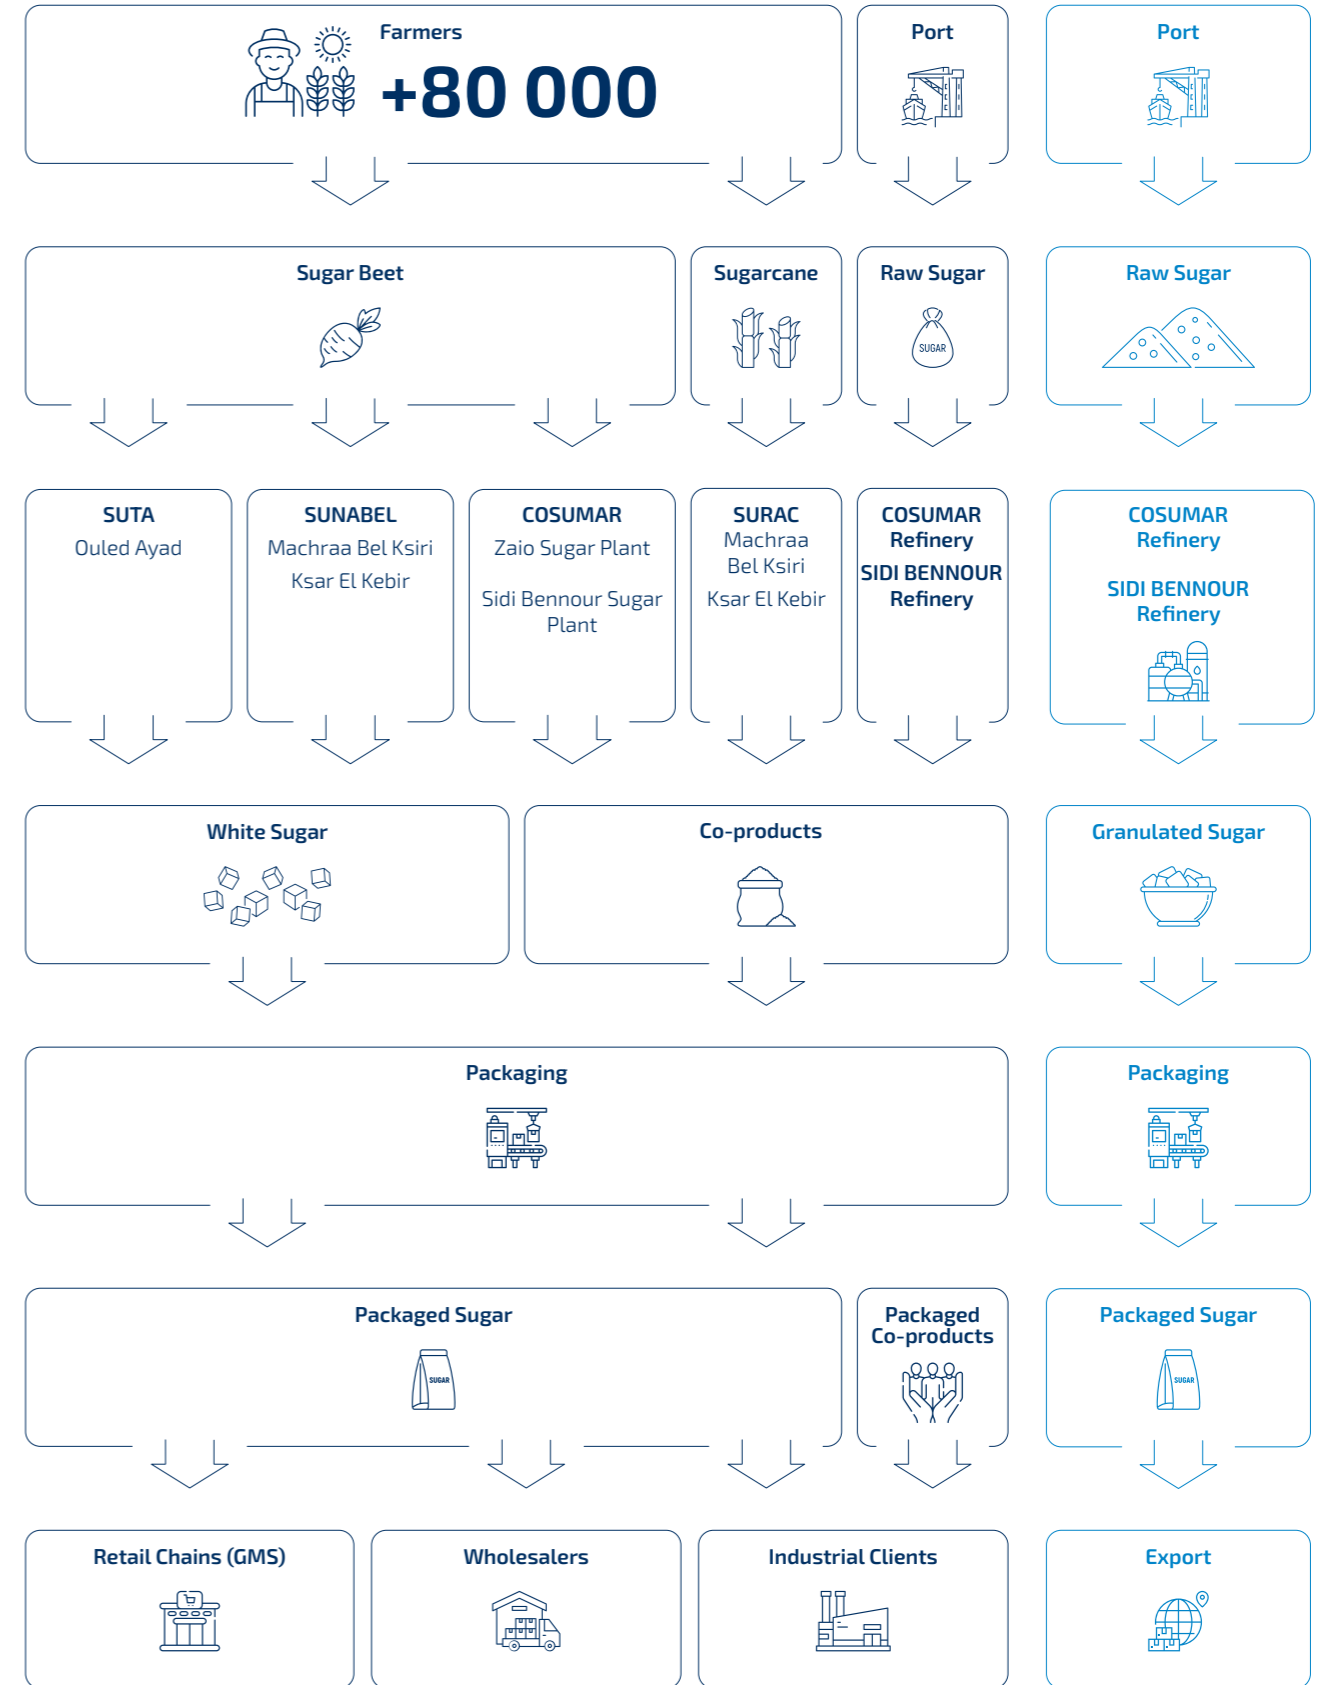 Farmers
+80 000
Port
Port
Sugar Beet
Sugarcane
Raw Sugar
SUGAR
Raw Sugar
SUTA
Ouled Ayad
SUNABEL
Machraa Bel Ksiri
Ksar El Kebir
COSUMAR
Zaio Sugar Plant
Sidi Bennour Sugar
Plant
SURAC
Machraa
Bel Ksiri
Ksar El Kebir
COSUMAR
Refinery
SIDI BENNOUR
Refinery
COSUMAR
Refinery
SIDI BENNOUR
Refinery
White Sugar
Co-products
Granulated Sugar
Packaging
Packaging
Packaged Sugar
SUGAR
Packaged
Co-products
Packaged Sugar
SUGAR
Retail Chains (GMS)
Wholesalers
Industrial Clients
Export